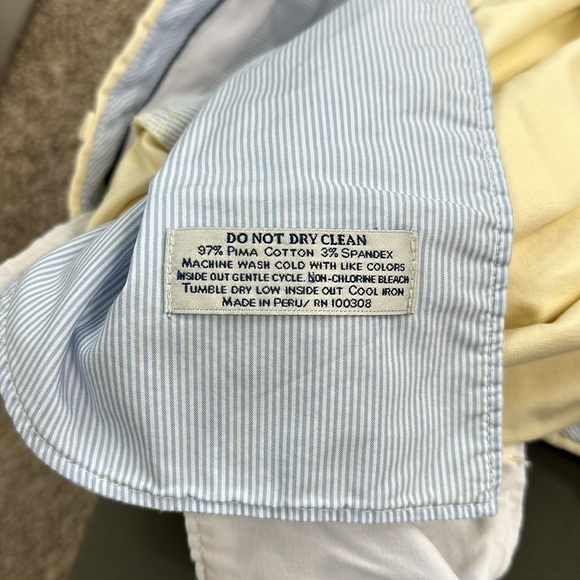 DO NOT DRY CLEAN
97% PIMA COTTON 3% SPANDEX
MACHINE WASH COLD WITH LIKE COLORS
INSIDE OUT GENTLE CYCLE. NON-CHLORINE BLEACH
TUMBLE DRY LOW INSIDE OUT COOL IRON
MADE IN PERU/ RN 100308